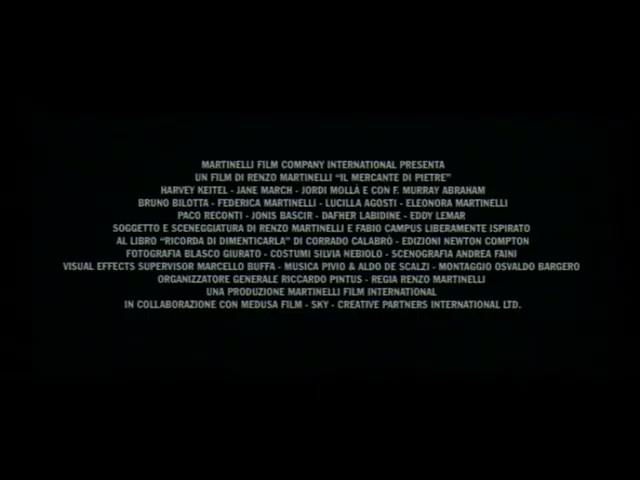 MARTINELLI FILM COMPANY INTERNATIONAL PRESENTA
UN FILM DI RENZO MARTINELLI "IL MERCANTE DI PIETRE"
HARVEY KEITEL - JANE MARCH - JORDI MOLLÁ E CON F. MURRAY ABRAHAM
BRUNO BILOTTA - FEDERICA MARTINELLI - LUCILLA AGOSTI - ELEONORA MARTINELLI
PACO RECONTI - JONIS BASCIR - DAFHER LABIDINE - EDDY LEMAR
SOGGETTO E SCENEGGIATURA DI RENZO MARTINELLI E FABIO CAMPUS LIBERAMENTE ISPIRATO
AL LIBRO "RICORDA DI DIMENTICARLA" DI CORRADO CALABRÒ - EDIZIONI NEWTON COMPTON
FOTOGRAFIA BLASCO GIURATO - COSTUMI SILVIA NEBIOLO - SCENOGRAFIA ANDREA FAINI
VISUAL EFFECTS SUPERVISOR MARCELLO BUFFA - MUSICA PIVIO & ALDO DE SCALZI - MONTAGGIO OSVALDO BARGERO
ORGANIZZATORE GENERALE RICCARDO PINTUS - REGIA RENZO MARTINELLI
UNA PRODUZIONE MARTINELLI FILM INTERNATIONAL
IN COLLABORAZIONE CON MEDUSA FILM - SKY - CREATIVE PARTNERS INTERNATIONAL LTD.